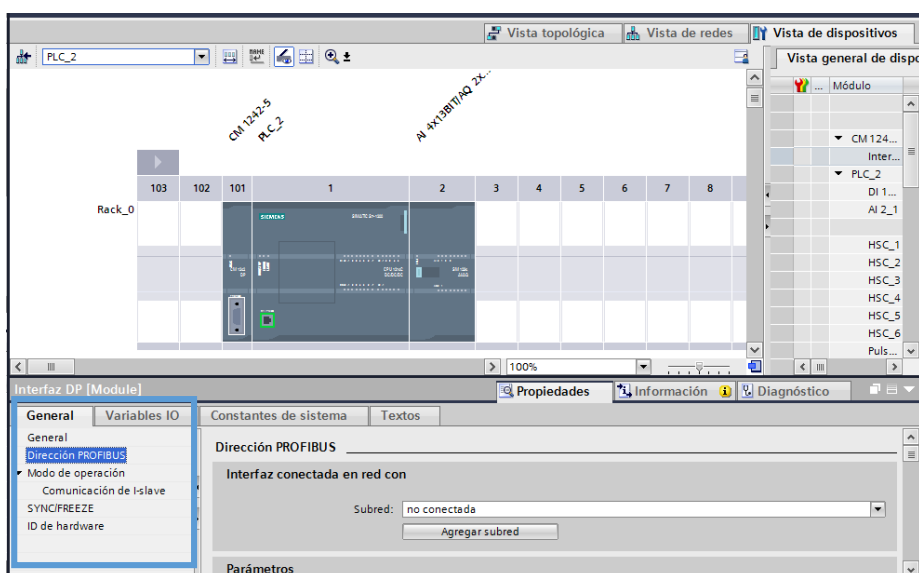 Vista topológica Vista de redes Vista de dispositivos
PLC_2 Vista general de dispo
... Módulo
CM 1242-5
PLC_2
AI 4x13BIT/AQ 2X...
CM 124...
Inter...
PLC_2
DI 1...
AI 2_1
HSC_1
HSC_2
HSC_3
HSC_4
HSC_5
HSC_6
Puls...
103 102 101 1 2 3 4 5 6 7 8
Rack_0
SIEMENS
100%
Interfaz DP [Module] Propiedades Información Diagnóstico
General Variables IO Constantes de sistema Textos
General
Dirección PROFIBUS
Modo de operación
Comunicación de I-slave
SYNC/FREEZE
ID de hardware
Dirección PROFIBUS
Interfaz conectada en red con
Subred: no conectada
Agregar subred
Parámetros